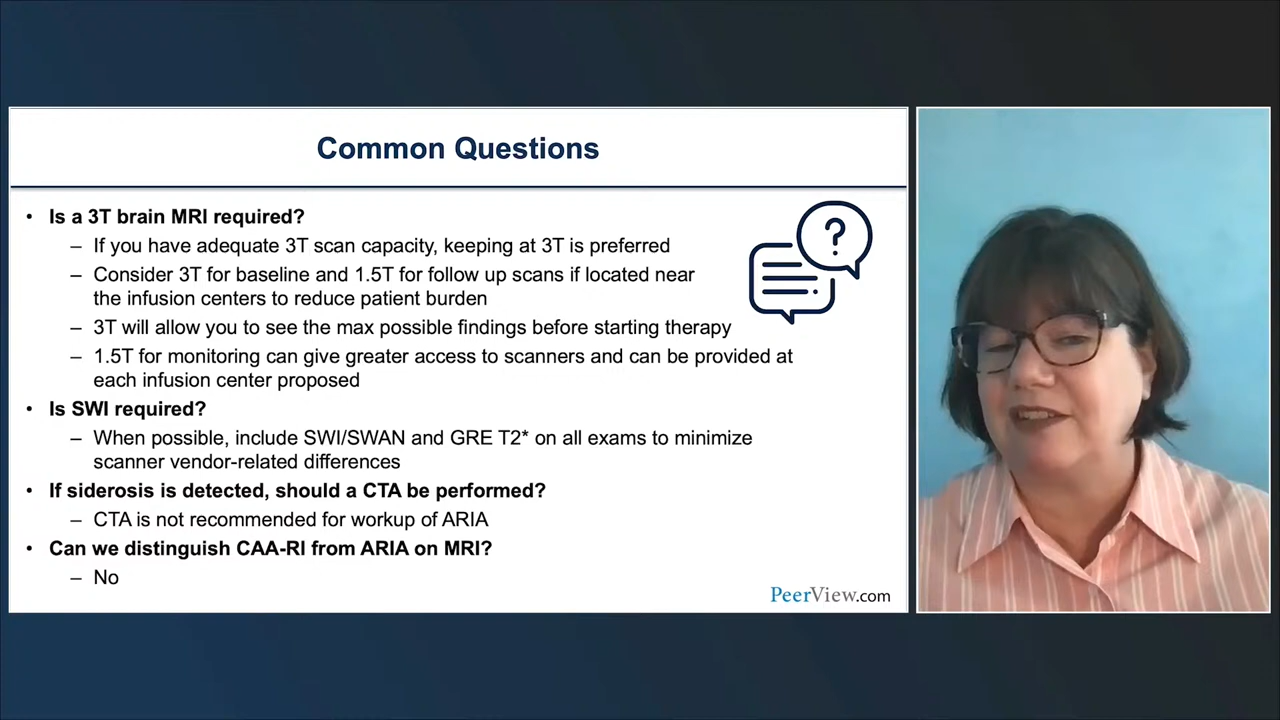 Common Questions
• Is a 3T brain MRI required?
– If you have adequate 3T scan capacity, keeping at 3T is preferred
– Consider 3T for baseline and 1.5T for follow up scans if located near
the infusion centers to reduce patient burden
– 3T will allow you to see the max possible findings before starting therapy
– 1.5T for monitoring can give greater access to scanners and can be provided at
each infusion center proposed
• Is SWI required?
– When possible, include SWI/SWAN and GRE T2* on all exams to minimize
scanner vendor-related differences
• If siderosis is detected, should a CTA be performed?
– CTA is not recommended for workup of ARIA
• Can we distinguish CAA-RI from ARIA on MRI?
– No
?
PeerView.com